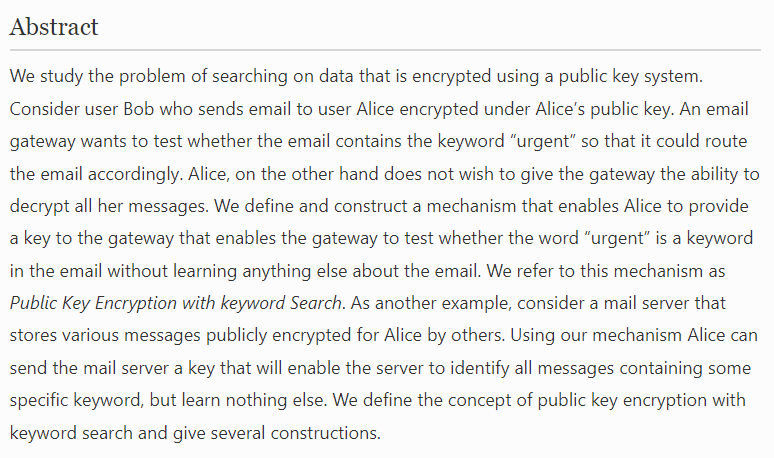 Abstract
We study the problem of searching on data that is encrypted using a public key system.
Consider user Bob who sends email to user Alice encrypted under Alice’s public key. An email
gateway wants to test whether the email contains the keyword “urgent” so that it could route
the email accordingly. Alice, on the other hand does not wish to give the gateway the ability to
decrypt all her messages. We define and construct a mechanism that enables Alice to provide
a key to the gateway that enables the gateway to test whether the word “urgent” is a keyword
in the email without learning anything else about the email. We refer to this mechanism as
Public Key Encryption with keyword Search. As another example, consider a mail server that
stores various messages publicly encrypted for Alice by others. Using our mechanism Alice can
send the mail server a key that will enable the server to identify all messages containing some
specific keyword, but learn nothing else. We define the concept of public key encryption with
keyword search and give several constructions.